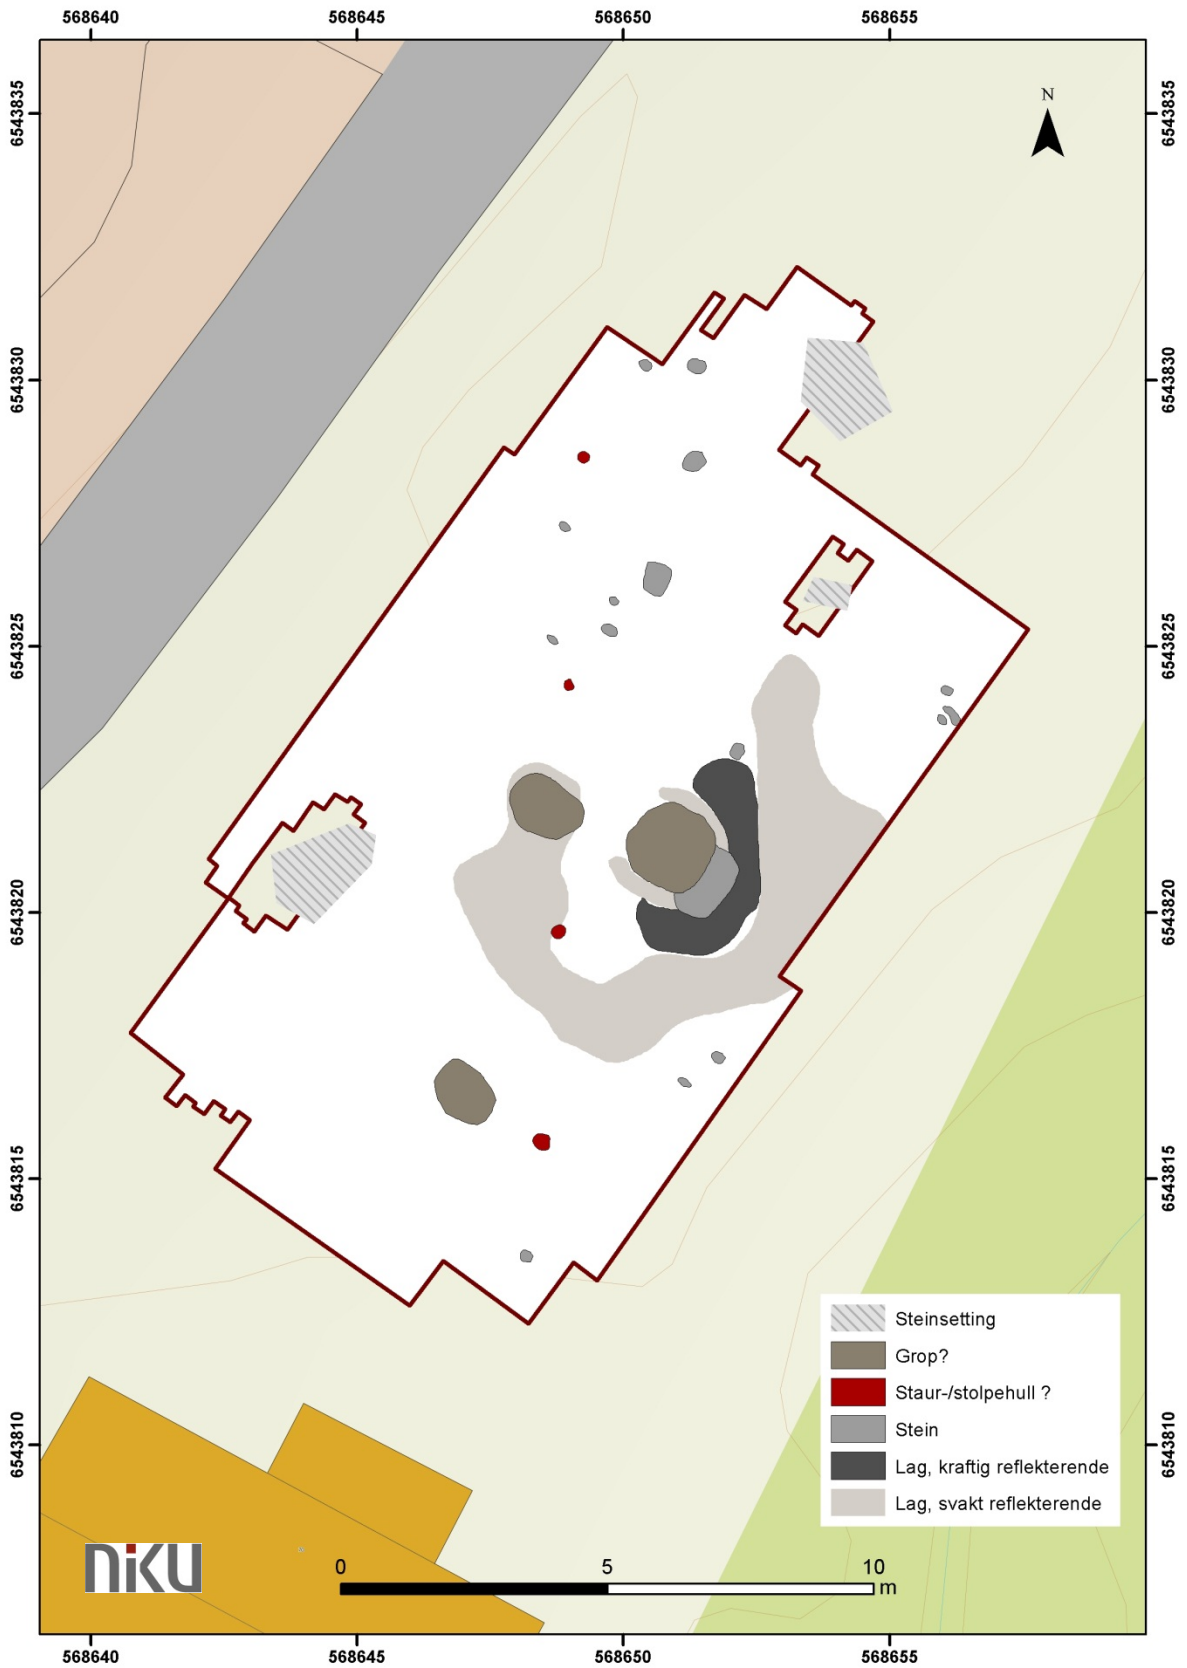 568640 568645 568650 568655
6543835 6543835
N
6543830 6543830
6543825 6543825
6543820 6543820
6543815 6543815
Steinsetting
Grop?
Staur-/stolpehull ?
Stein
Lag, kraftig reflekterende
Lag, svakt reflekterende
6543810 6543810
niku
0 5 10
m
568640 568645 568650 568655